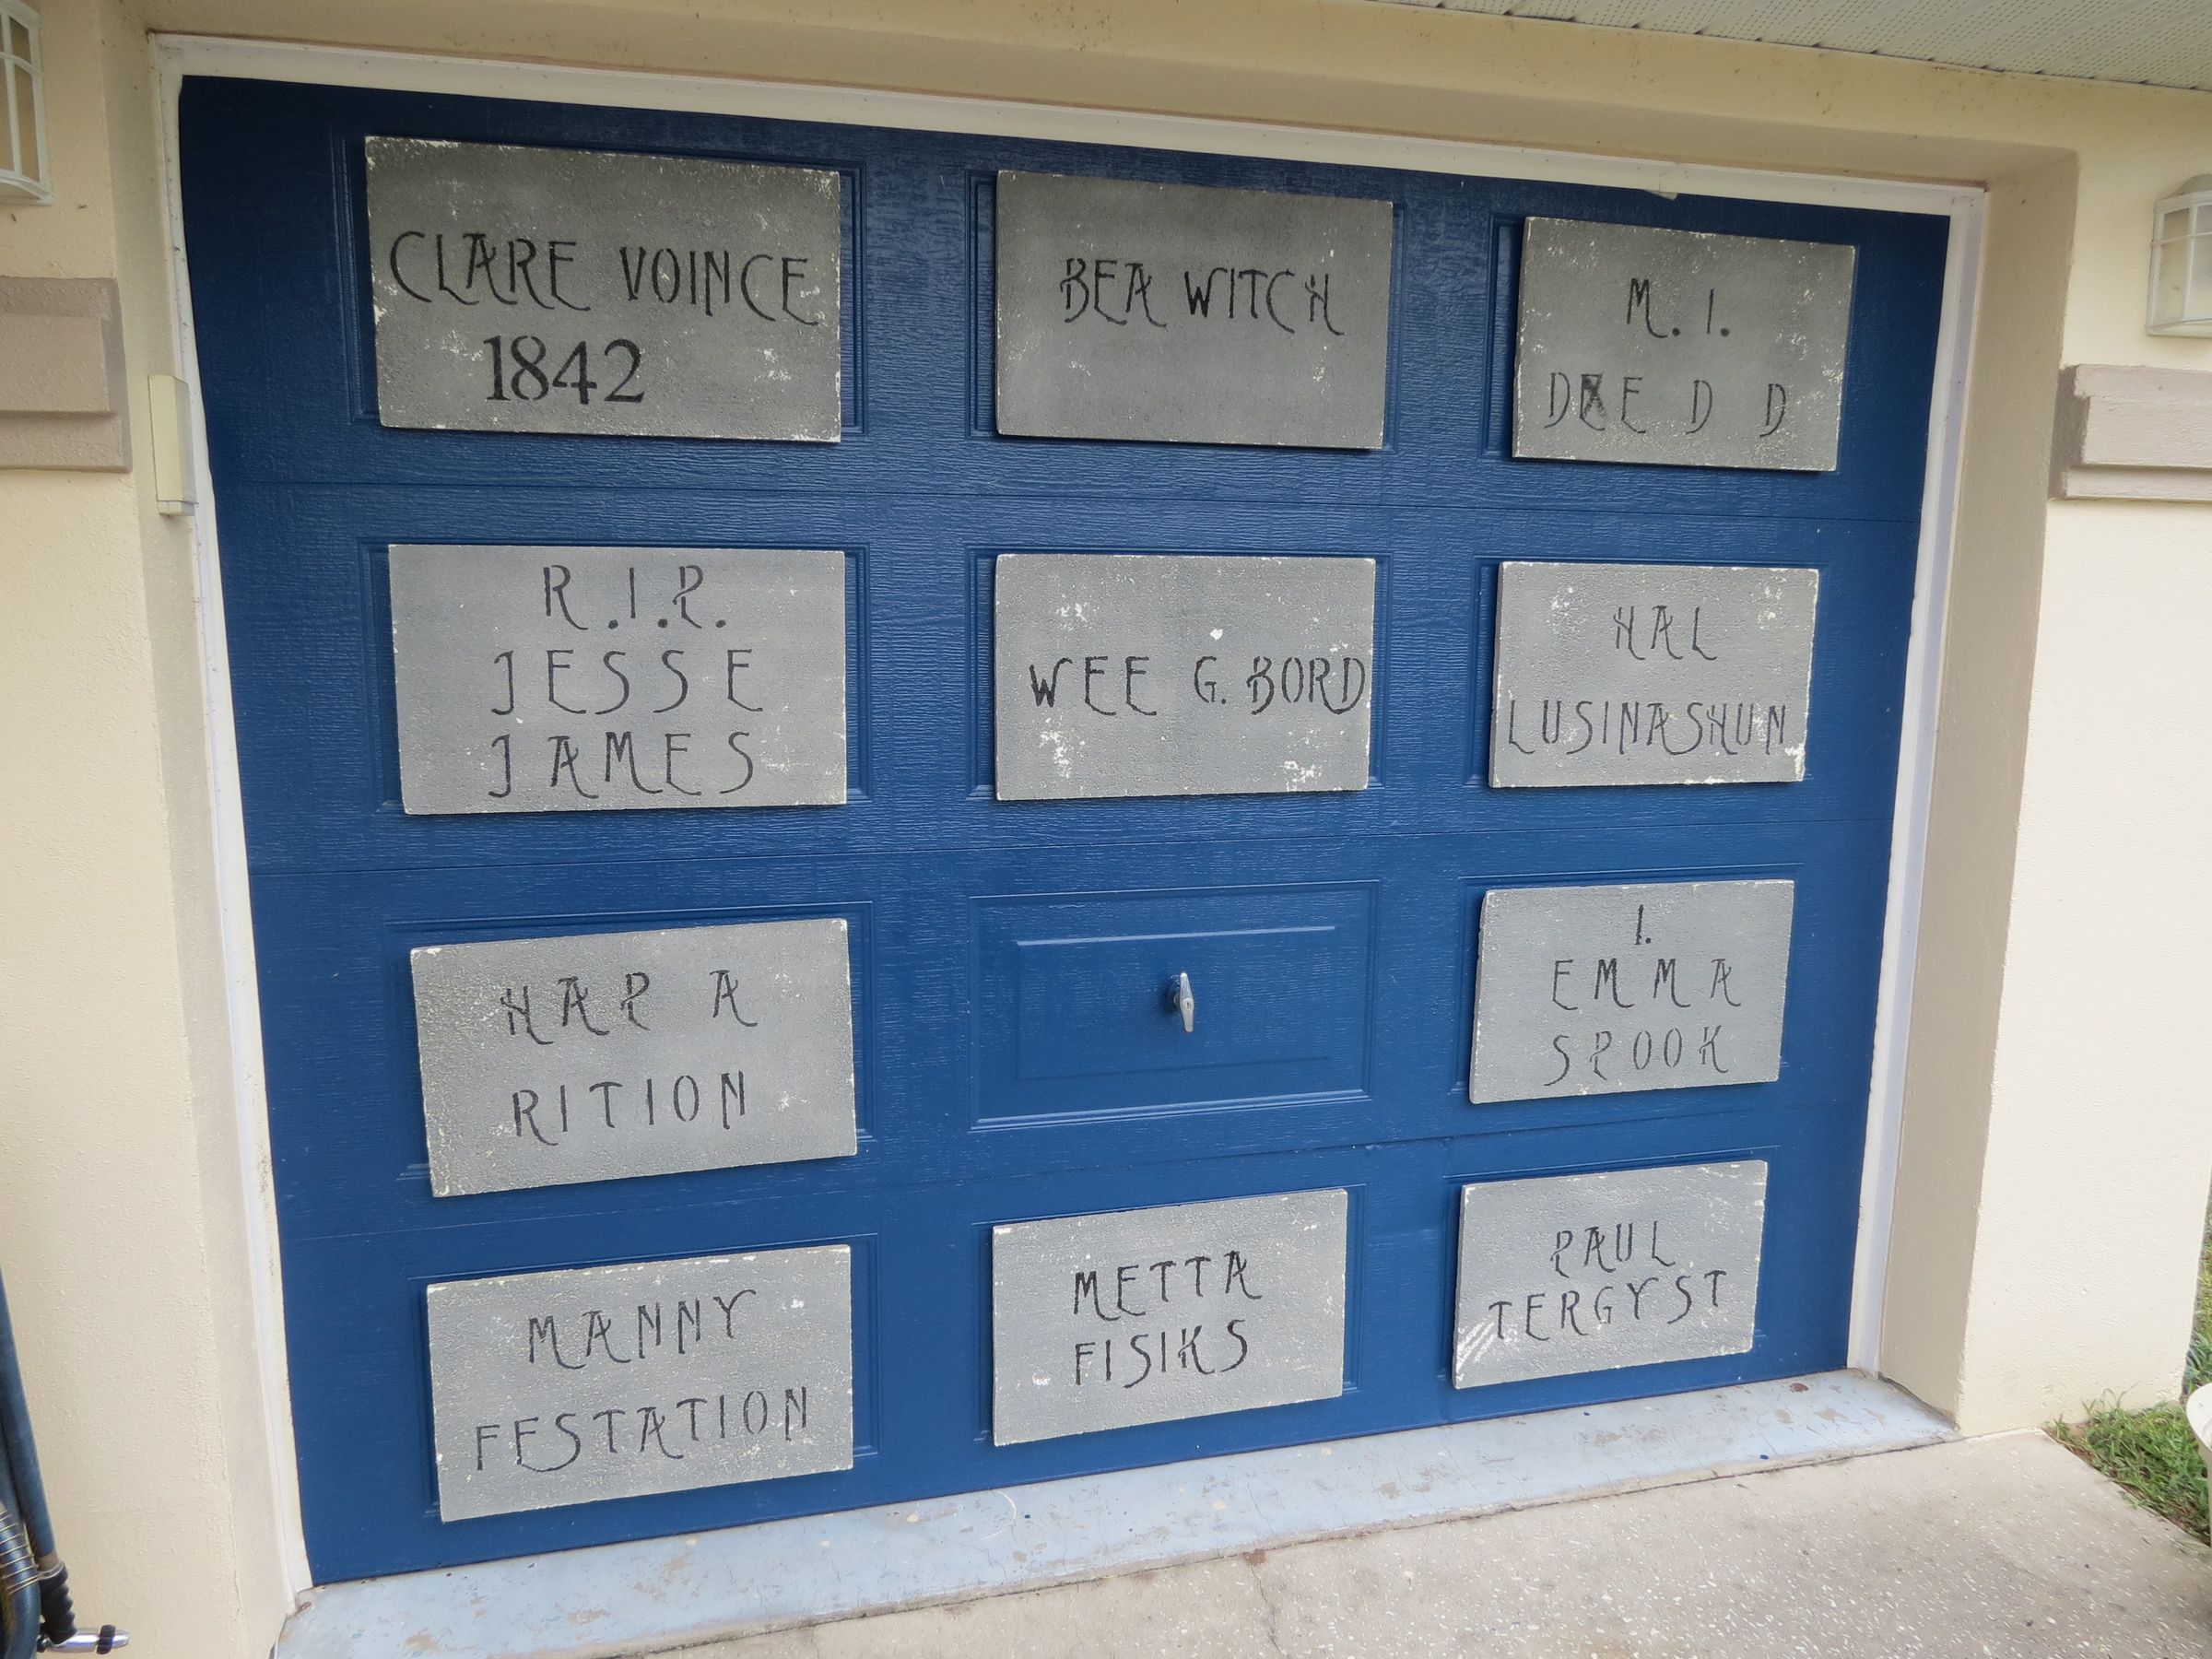 CLARE VOINCE
1842
BEA WITCH
M. I.
DEDD
R.I.P.
JESSE
JAMES
WEE G. BORD
HAL
LUSINASHUN
HAP A
RITION
I.
EMMA
SPOOK
MANNY
FESTATION
METTA
FISIKS
PAUL
TERGYST